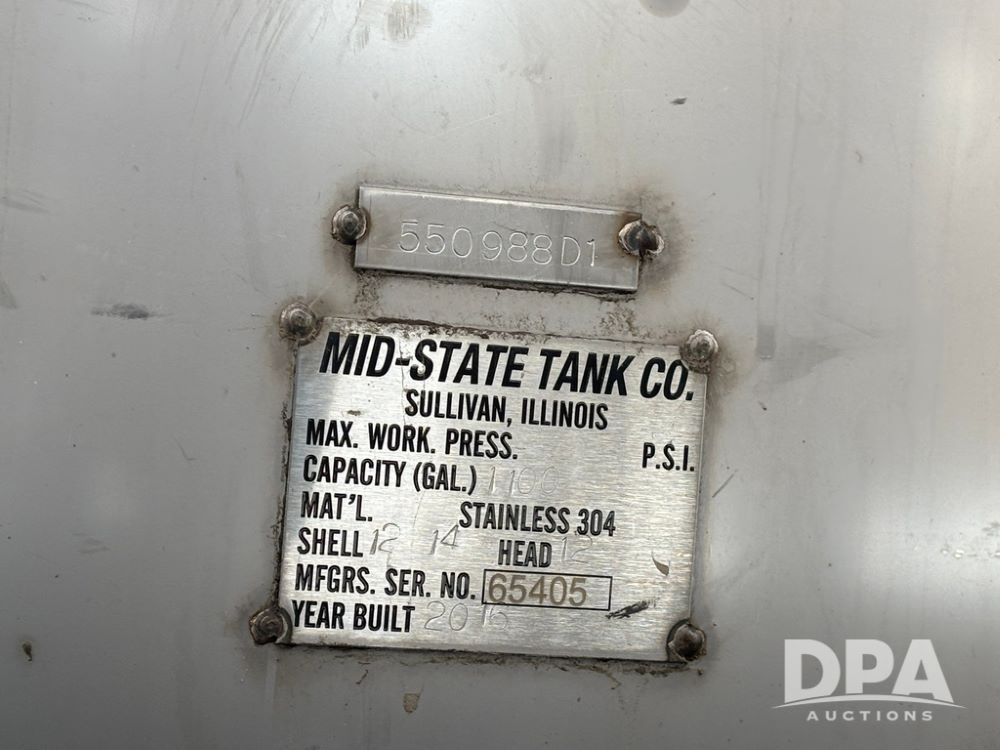 550988D1
MID-STATE TANK CO.
SULLIVAN, ILLINOIS
MAX. WORK. PRESS. P.S.I.
CAPACITY (GAL.) 1100
MAT'L. STAINLESS 304
SHELL 12 14 HEAD 12
MFGRS. SER. NO. 65405
YEAR BUILT 2016
DPA
AUCTIONS